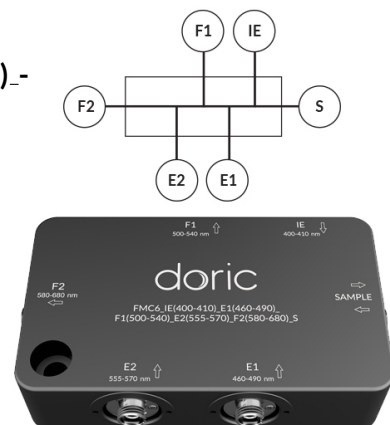 )_-
F1 IE
F2 S
E2 E1
F1 IE
500-540 nm ⇧ 400-410 nm ⇩
F2
580-680 nm
⇦
doric
⇨
SAMPLE
⇦
FMC6_IE(400-410)_E1(460-490)_
F1(500-540)_E2(555-570)_F2(580-680)_S
E2 E1
555-570 nm ⇧ 460-490 nm ⇧